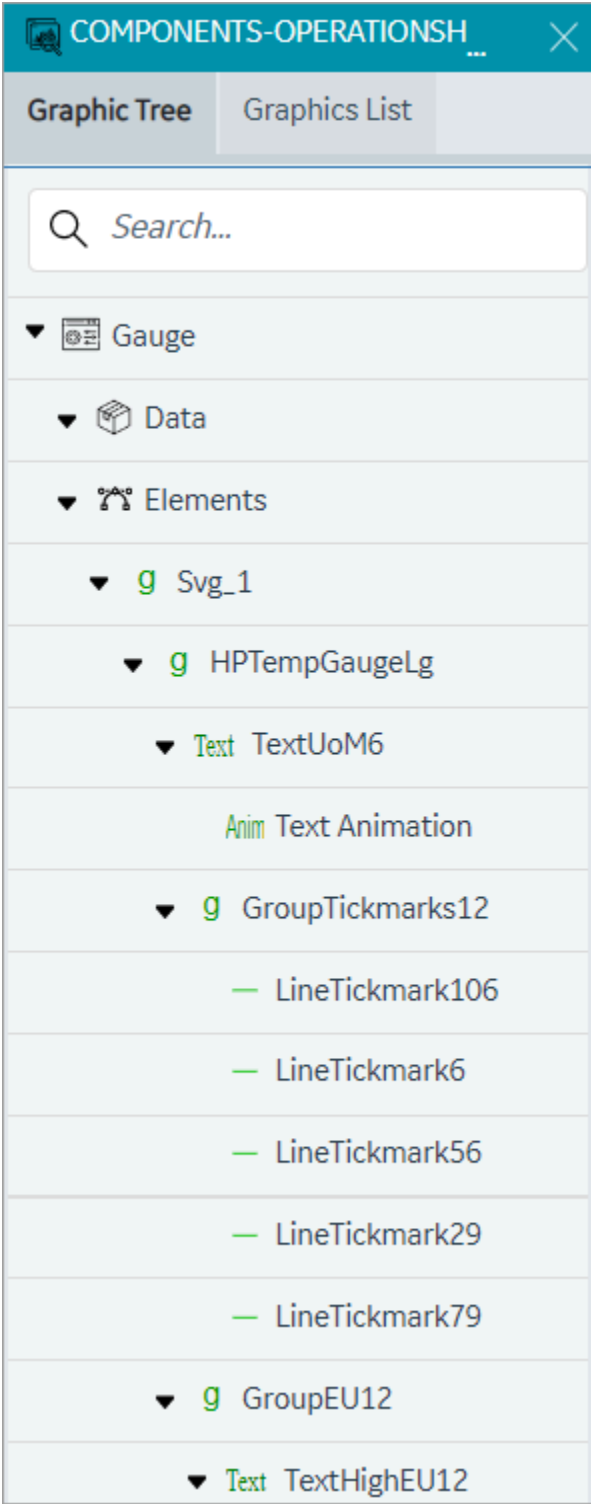 COMPONENTS-OPERATIONSH...
Graphic Tree Graphics List
Search...
Gauge
Data
Elements
g Svg_1
g HPTempGaugeLg
Text TextUoM6
Anim Text Animation
g GroupTickmarks12
LineTickmark106
LineTickmark6
LineTickmark56
LineTickmark29
LineTickmark79
g GroupEU12
Text TextHighEU12